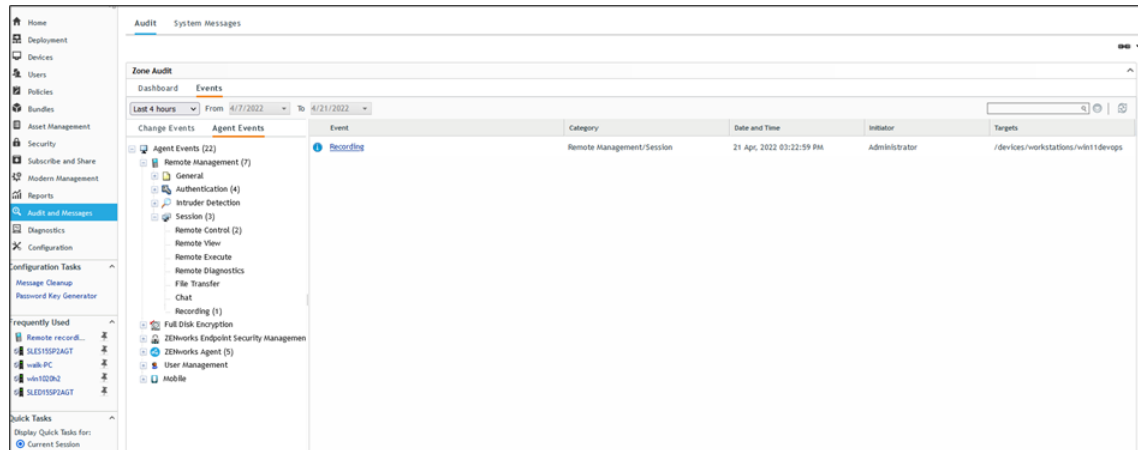 Home
Deployment
Devices
Users
Policies
Bundles
Asset Management
Security
Subscribe and Share
Modern Management
Reports
Audit and Messages
Diagnostics
Configuration
Configuration Tasks
Message Cleanup
Password Key Generator
Frequently Used
Remote recordi...
SLES15SP2AGT
walk-PC
win1020h2
SLED15SP2AGT
Quick Tasks
Display Quick Tasks for:
Current Session
Audit System Messages
Zone Audit
Dashboard Events
Last 4 hours From 4/7/2022 To 4/21/2022
Change Events Agent Events
Agent Events (22)
Remote Management (7)
General
Authentication (4)
Intruder Detection
Session (3)
Remote Control (2)
Remote View
Remote Execute
Remote Diagnostics
File Transfer
Chat
Recording (1)
Full Disk Encryption
ZENworks Endpoint Security Managemen
ZENworks Agent (5)
User Management
Mobile
Event Category Date and Time Initiator Targets
Recording Remote Management/Session 21 Apr, 2022 03:22:59 PM Administrator /devices/workstations/win11devops